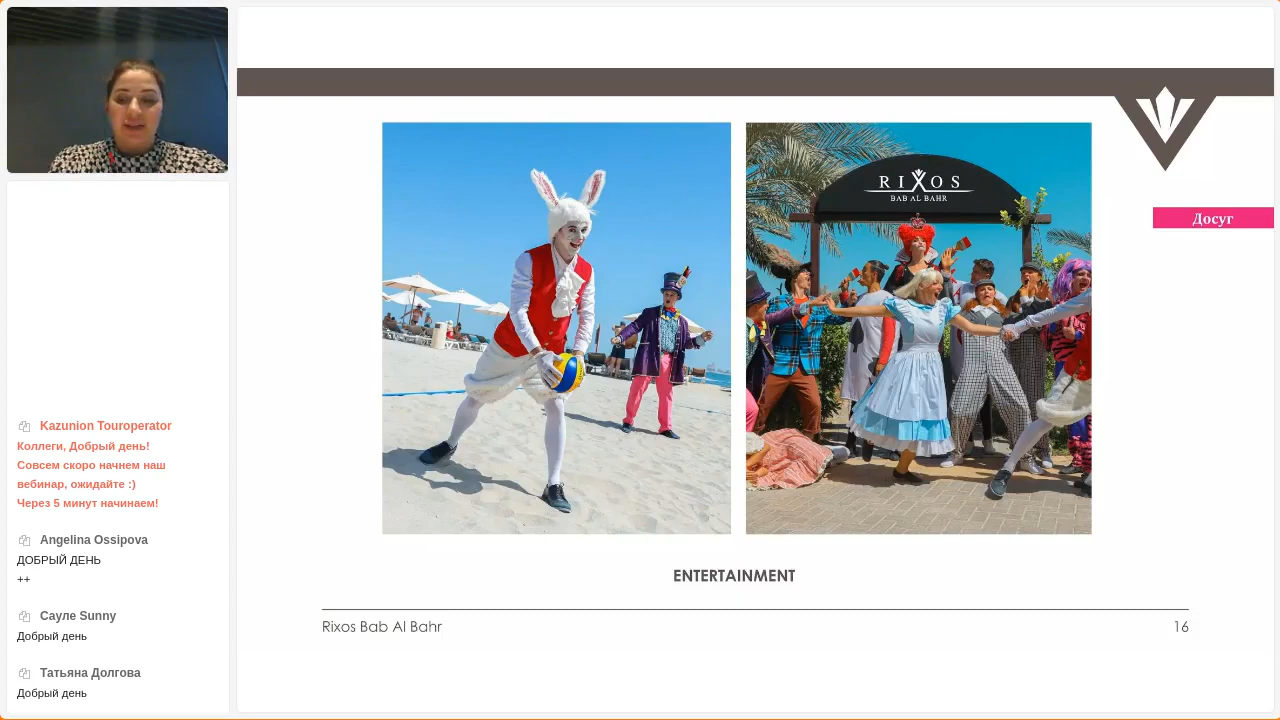 Kazunion Touroperator
Коллеги, Добрый день!
Совсем скоро начнем наш
вебинар, ожидайте :)
Через 5 минут начинаем!
Angelina Ossipova
ДОБРЫЙ ДЕНЬ
++
Сауле Sunny
Добрый день
Татьяна Долгова
Добрый день
RIXOS
BAB AL BAHR
Досуг
ENTERTAINMENT
Rixos Bab Al Bahr
16